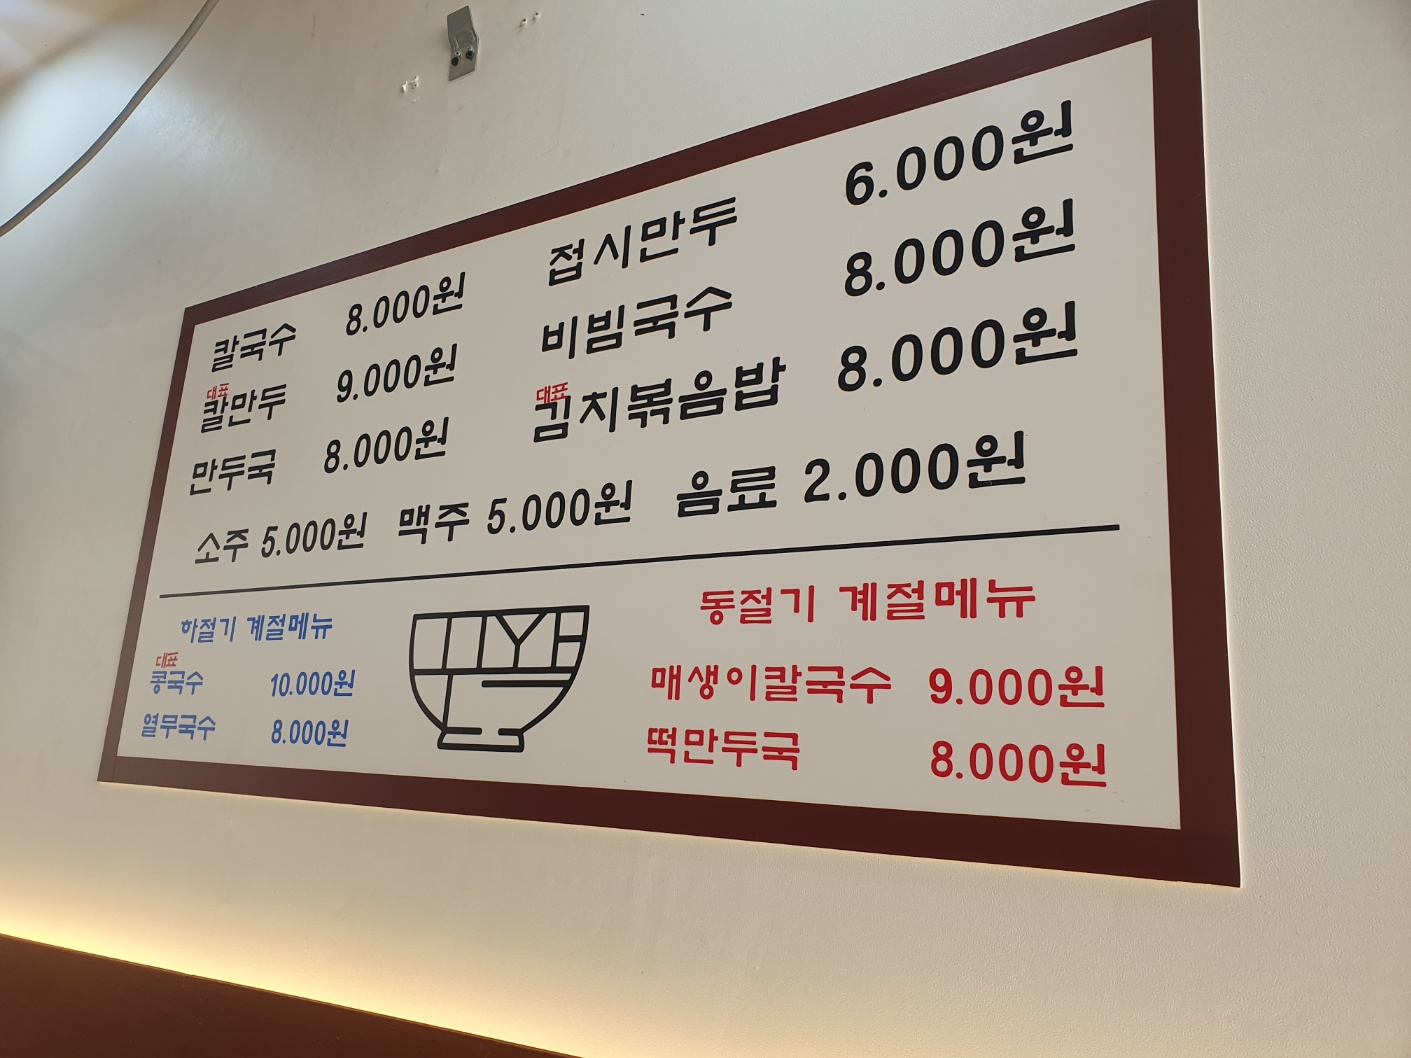 칼국수 8.000원
대표
칼만두 9.000원
만두국 8.000원
접시만두 6.000원
비빔국수 8.000원
대표
김치볶음밥 8.000원
소주 5.000원 맥주 5.000원 음료 2.000원
하절기 계절메뉴
대표
콩국수 10.000원
열무국수 8.000원
동절기 계절메뉴
매생이칼국수 9.000원
떡만두국 8.000원